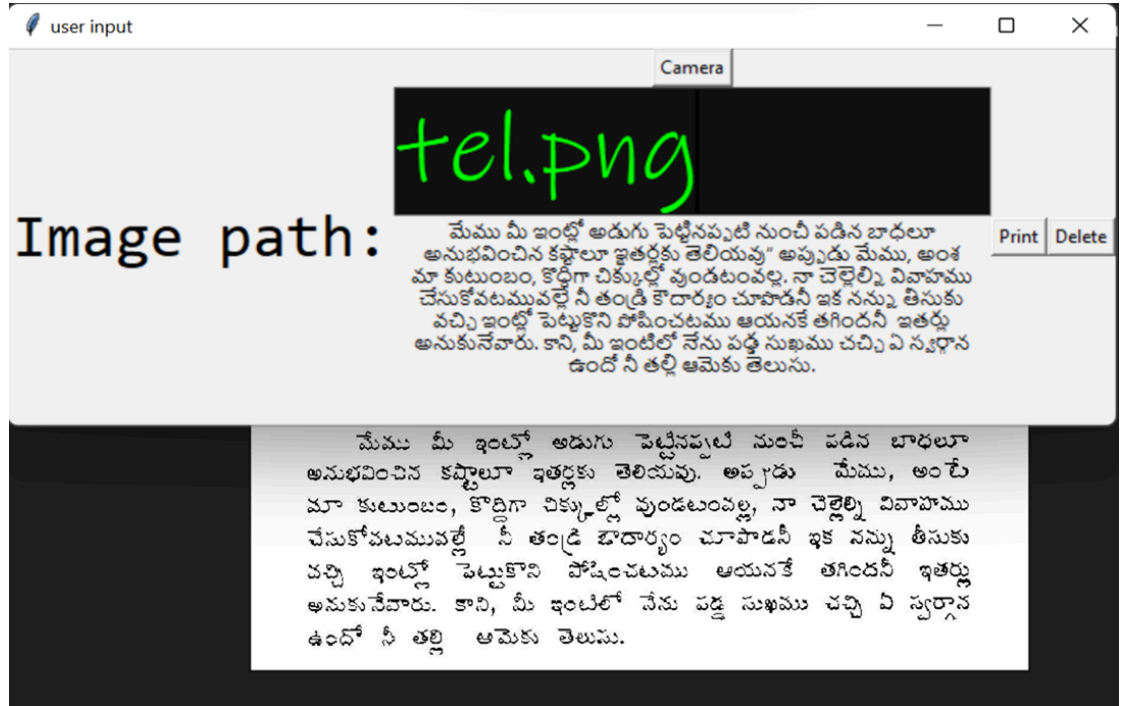 user input
Camera
tel.png
Image path:
మేము మీ ఇంట్లో అడుగు పెట్టినప్పటి నుంచీ పడిన బాధలూ
అనుభవించిన కష్టాలూ ఇతర్లకు తెలియవు" అప్పుడు మేము, అంశ
మా కుటుంబం, కొద్దిగా చిక్కుల్లో వుండటంవల్ల. నా చెల్లెల్ని వివాహము
చేసుకోవటమువల్లే నీ తండ్రి కౌదార్యం చూపాడనీ ఇక నన్ను తిసుకు
వచ్చి ఇంట్లో పెట్టుకొని పోషించటము ఆయనకే తగిందనీ ఇతర్లు
అనుకునేవారు. కాని, మీ ఇంటిలో నేను పడ్డ సుఖము చచ్చి ఏ స్వర్గాన
ఉందో నీ తల్లి ఆమెకు తెలుసు.
Print Delete
మేము మీ ఇంట్లో అడుగు పెట్టినప్పటి నుంచీ పడిన బాధలూ
అనుభవించిన కష్టాలూ ఇతర్లకు తెలియవు. అప్పుడు మేము, అంటే
మా కుటుంబం, కొద్దిగా చిక్కుల్లో వుండటంవల్ల, నా చెల్లెల్ని వివాహము
చేసుకోవటమువల్లే నీ తండ్రి ఔదార్యం చూపాడనీ ఇక నన్ను తీసుకు
వచ్చి ఇంట్లో పెట్టుకొని పోషించటము ఆయనకే తగిందనీ ఇతర్లు
అనుకునేవారు. కాని, మీ ఇంటిలో నేను పడ్డ సుఖము చచ్చి ఏ స్వర్గాన
ఉందో నీ తల్లి ఆమెకు తెలుసు.